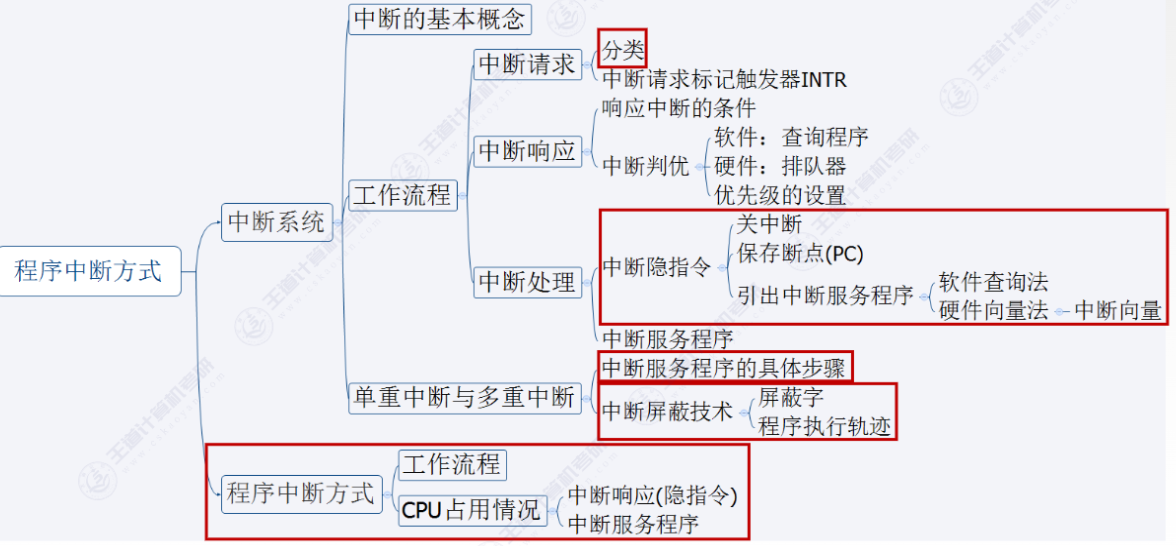 中断的基本概念
分类
中断请求
中断请求标记触发器INTR
响应中断的条件
软件：查询程序
中断响应
中断判优
硬件：排队器
优先级的设置
工作流程
中断系统
关中断
保存断点(PC)
程序中断方式
中断处理
中断隐指令
引出中断服务程序
软件查询法
硬件向量法
中断向量
中断服务程序
中断服务程序的具体步骤
单重中断与多重中断
中断屏蔽技术
屏蔽字
程序执行轨迹
工作流程
程序中断方式
CPU占用情况
中断响应(隐指令)
中断服务程序
王道计算机考研